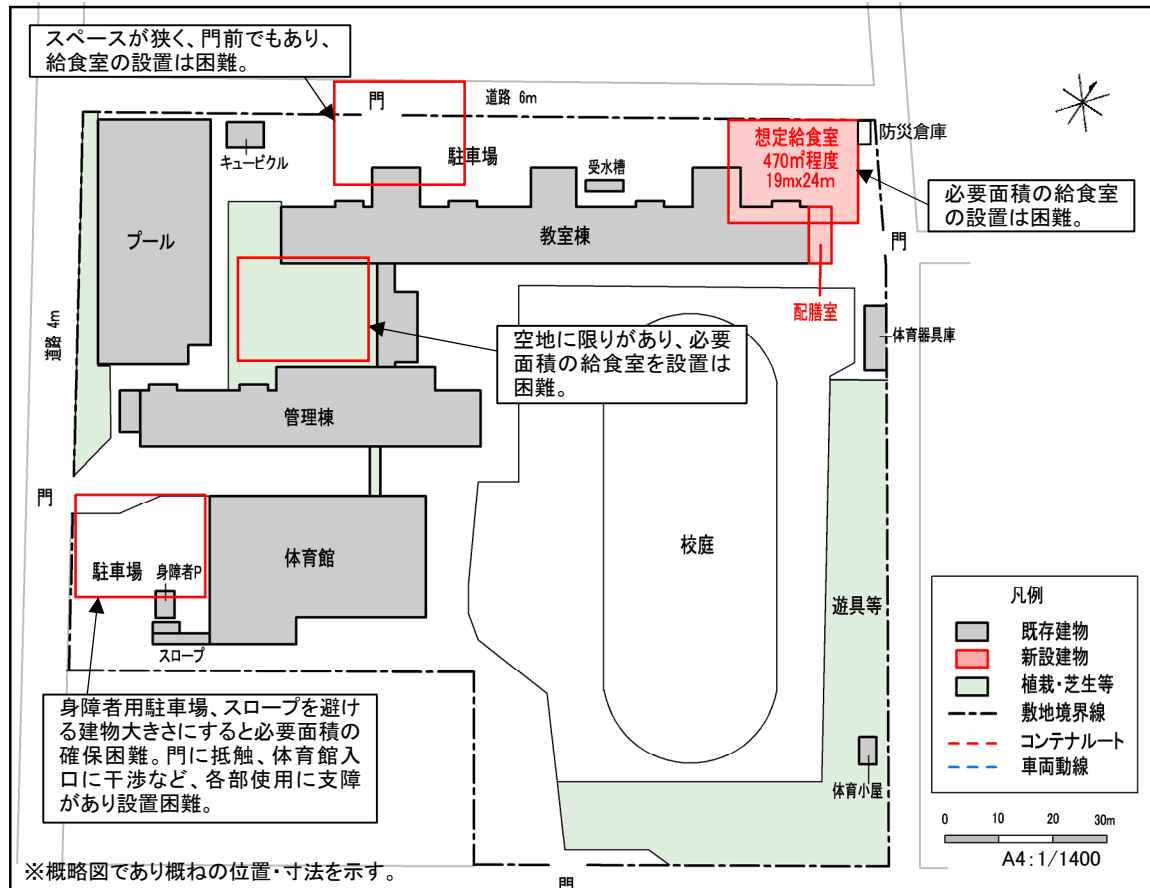 スペースが狭く、門前でもあり、
給食室の設置は困難。
門
道路 6m
キュービクル
駐車場
受水槽
想定給食室
470㎡程度
19mx24m
防災倉庫
必要面積の給食室
の設置は困難。
プール
教室棟
門
配膳室
道路 4m
空地に限りがあり、必要
面積の給食室を設置は
困難。
体育器具庫
管理棟
門
駐車場
身障者P
体育館
スロープ
校庭
遊具等
体育小屋
身障者用駐車場、スロープを避け
る建物大きさにすると必要面積の
確保困難。門に抵触、体育館入
口に干渉など、各部使用に支障
があり設置困難。
凡例
既存建物
新設建物
植栽・芝生等
敷地境界線
コンテナルート
車両動線
0 10 20 30m
A4:1/1400
※概略図であり概ねの位置・寸法を示す。
門